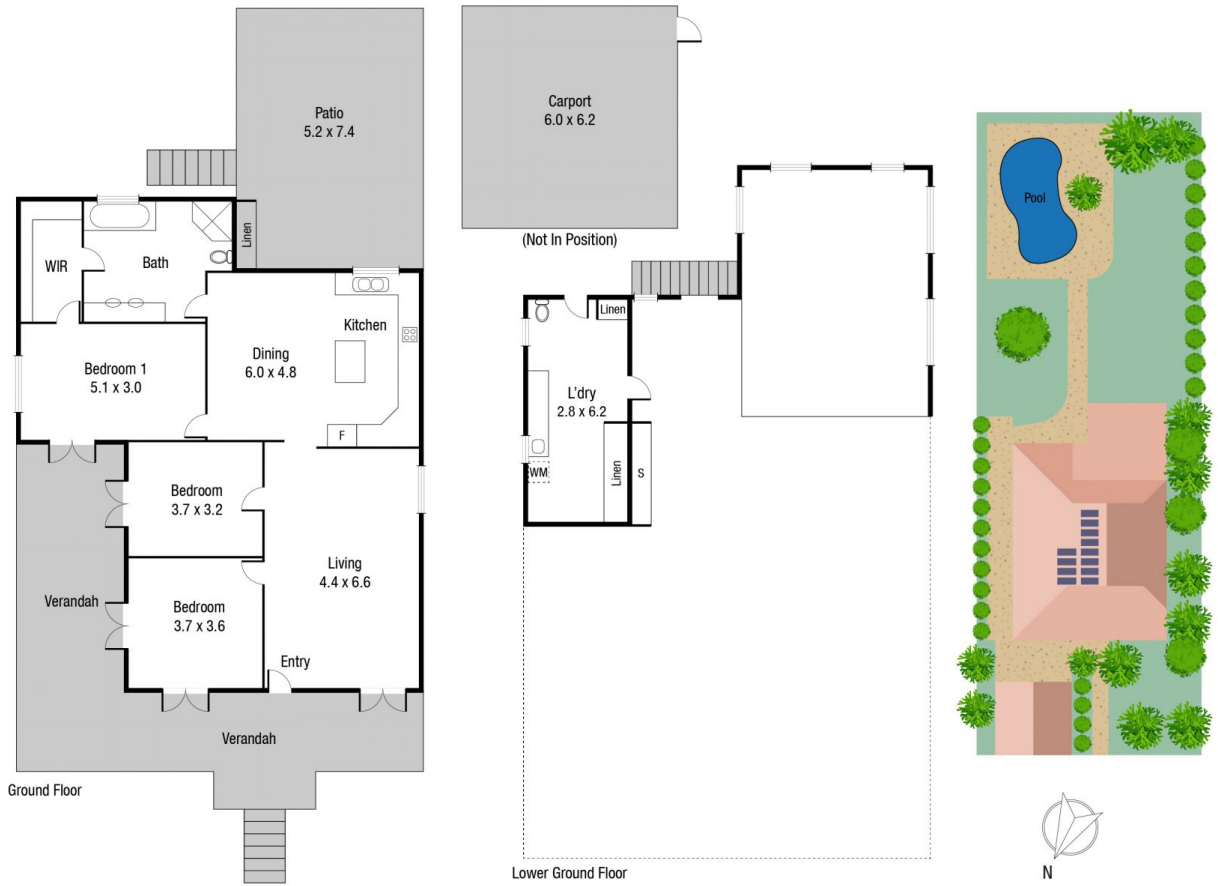 Patio
5.2 x 7.4
Linen
WIR
Bath
Kitchen
Dining
6.0 x 4.8
Bedroom 1
5.1 x 3.0
F
Bedroom
3.7 x 3.2
Living
4.4 x 6.6
Verandah
Bedroom
3.7 x 3.6
Entry
Verandah
Ground Floor
Carport
6.0 x 6.2
(Not In Position)
Linen
L'dry
2.8 x 6.2
WM
Linen
S
Lower Ground Floor
Pool
N